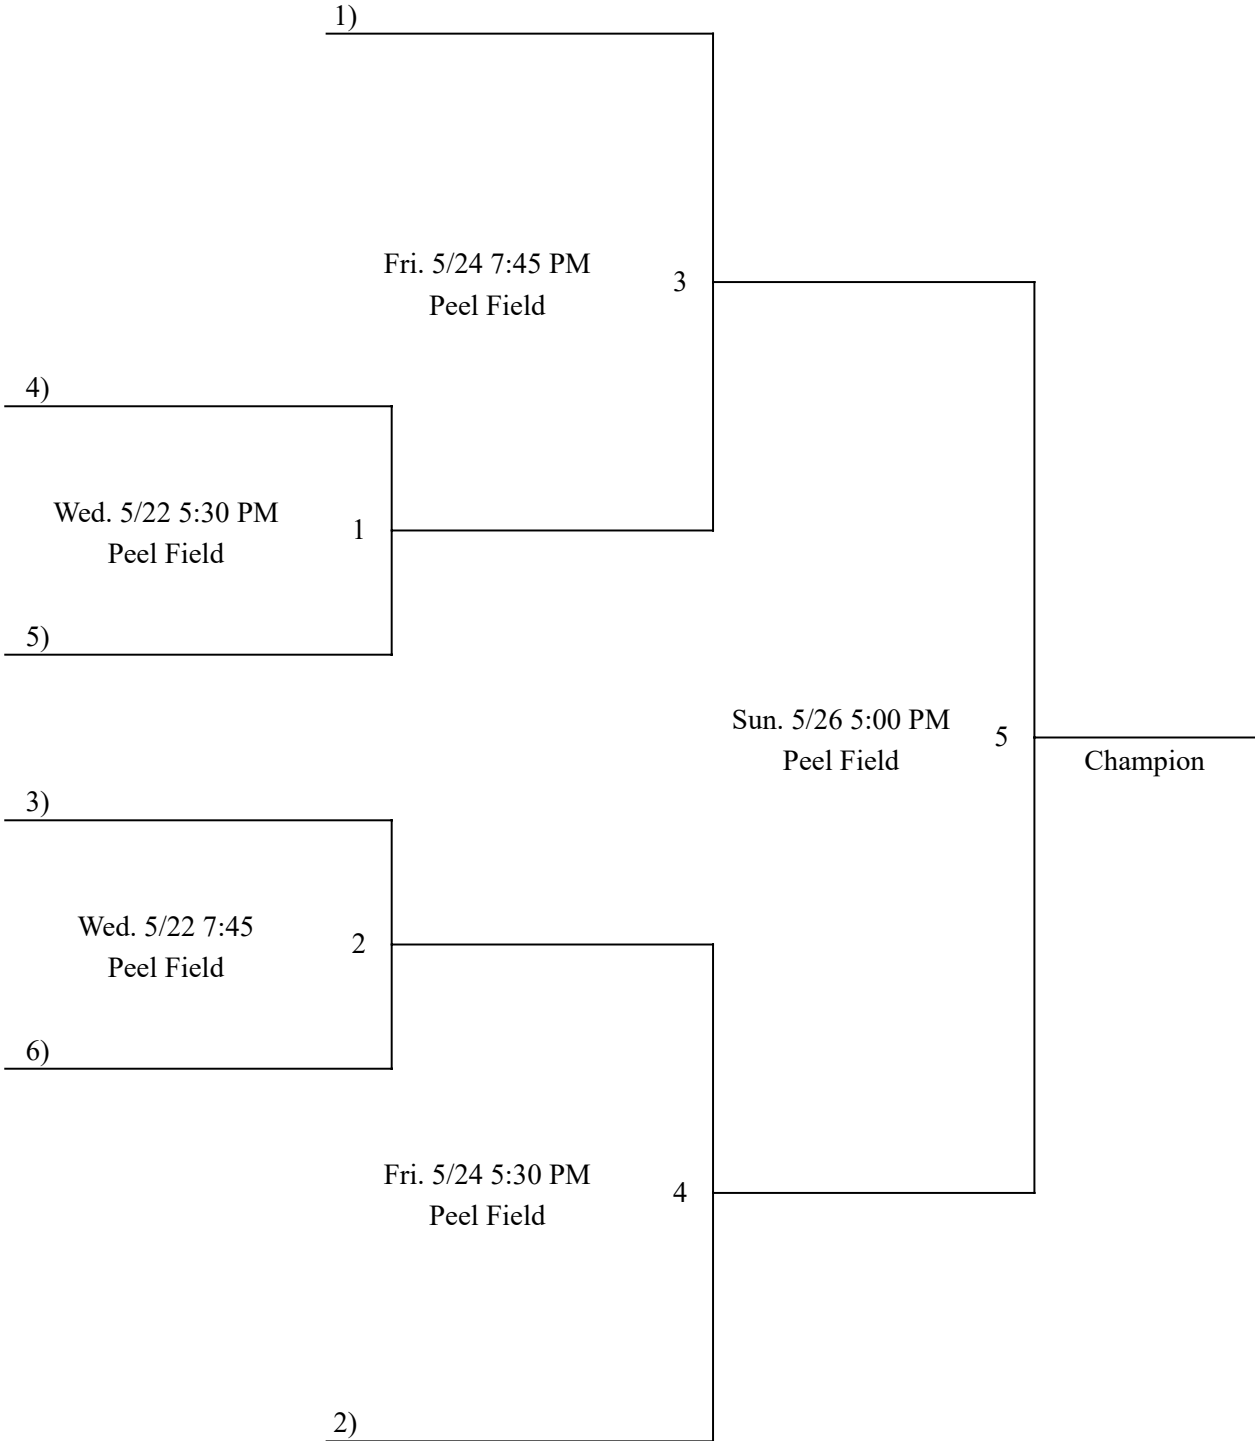 1)
Fri. 5/24 7:45 PM
Peel Field
3
4)
Wed. 5/22 5:30 PM
Peel Field
1
5)
Sun. 5/26 5:00 PM
Peel Field
5
Champion
3)
Wed. 5/22 7:45
Peel Field
2
6)
Fri. 5/24 5:30 PM
Peel Field
4
2)